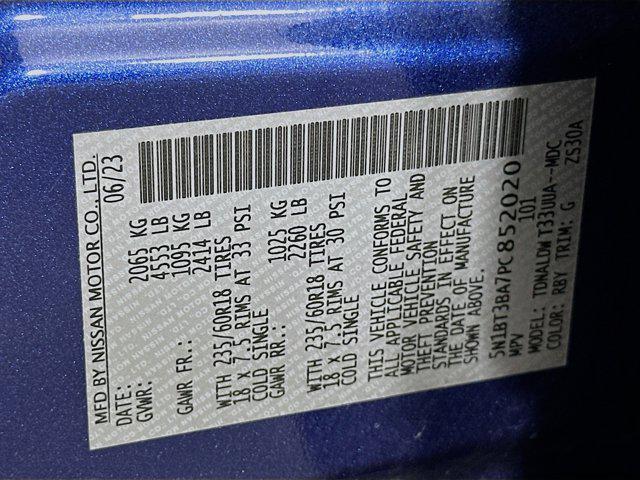 MFD BY NISSAN MOTOR CO., LTD.
DATE: 06/23
GVWR: 2065 KG
4553 LB
GAWR FR.: 1095 KG
2414 LB
WITH 235/60R18 TIRES
18 X 7.5 RIMS AT 33 PSI
COLD SINGLE
GAWR RR.: 1025 KG
2260 LB
WITH 235/60R18 TIRES
18 X 7.5 RIMS AT 30 PSI
COLD SINGLE
THIS VEHICLE CONFORMS TO
ALL APPLICABLE FEDERAL
MOTOR VEHICLE SAFETY AND
THEFT PREVENTION
STANDARDS IN EFFECT ON
THE DATE OF MANUFACTURE
SHOWN ABOVE.
5N1BT3BA7PC852020
MPV 101
MODEL: TDNALDWT33UUA--MDC
COLOR: RBY TRIM: G ZS30A